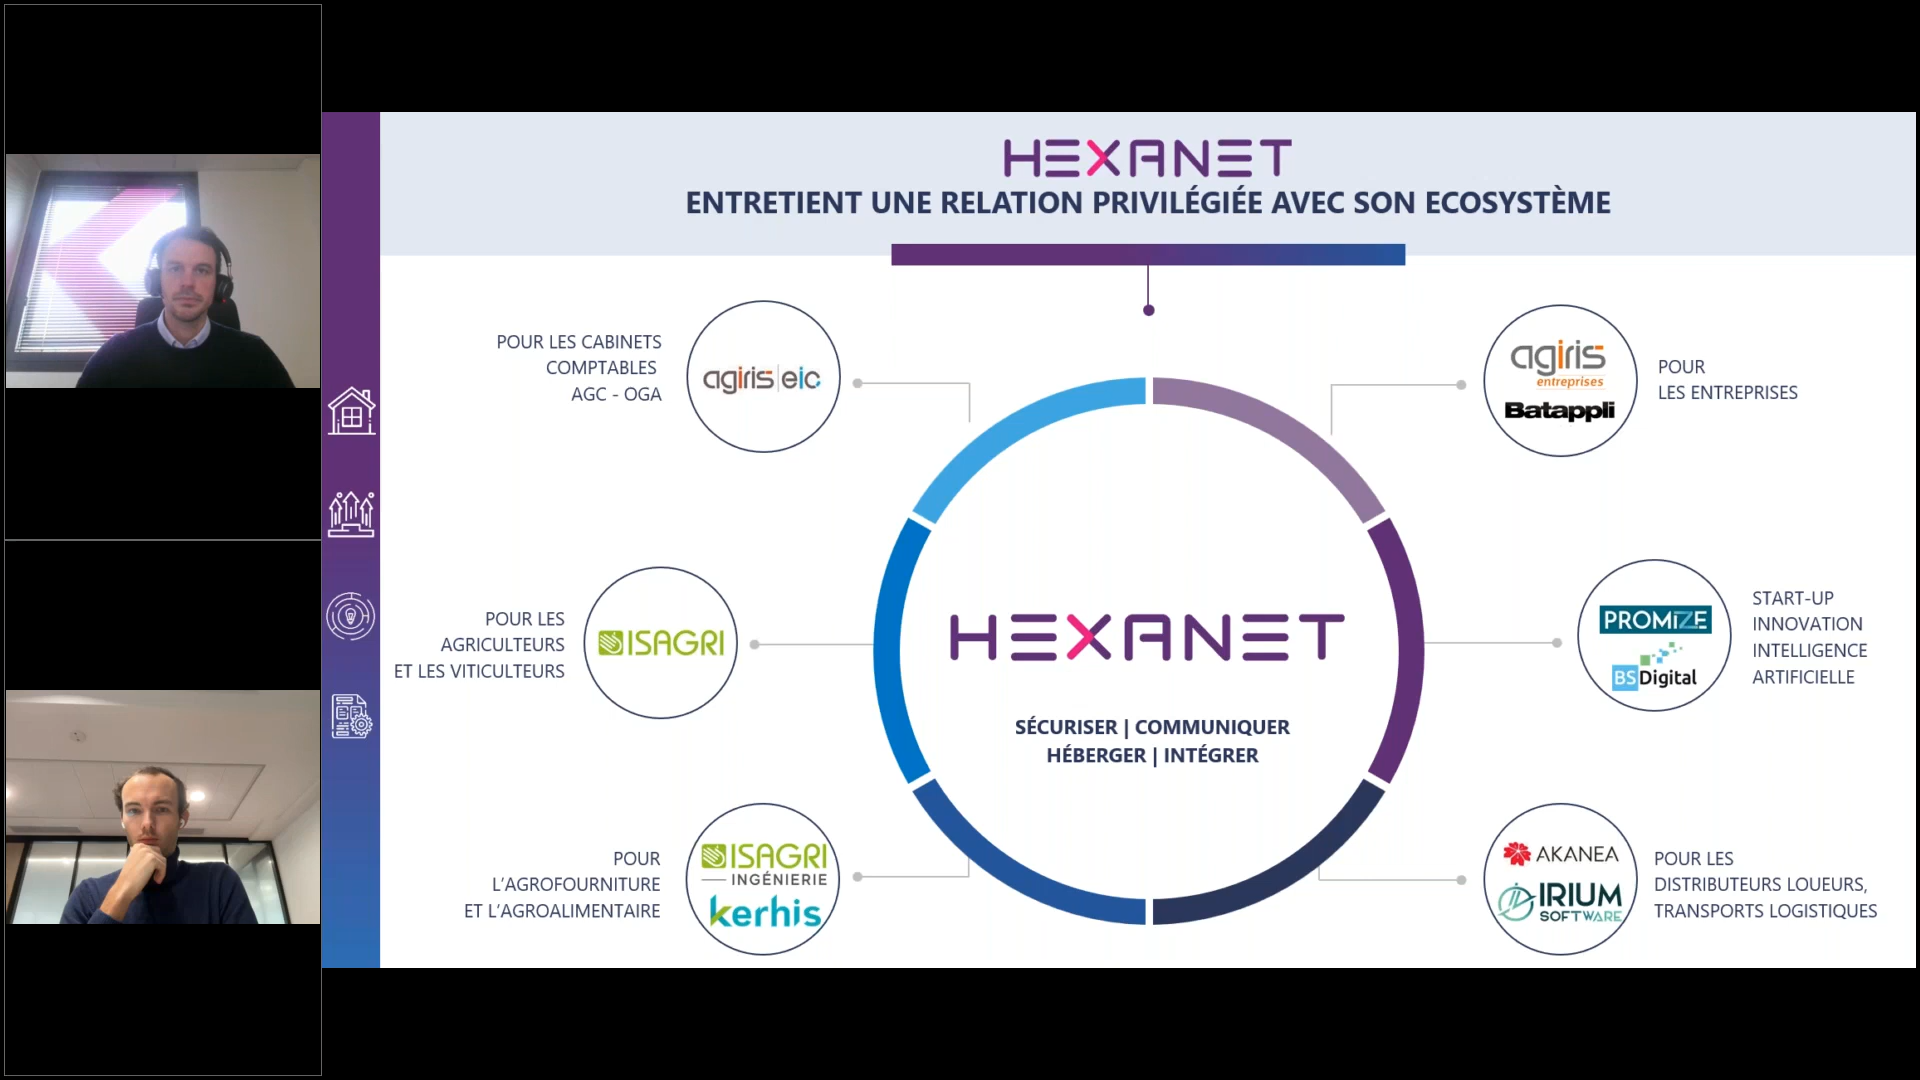 HEXANET
ENTRETIENT UNE RELATION PRIVILÉGIÉE AVEC SON ECOSYSTÈME
POUR LES CABINETS
COMPTABLES
AGC - OGA
agiris|eic
agiris
entreprises
Batappli
POUR
LES ENTREPRISES
POUR LES
AGRICULTEURS
ET LES VITICULTEURS
ISAGRI
HEXANET
SÉCURISER | COMMUNIQUER
HÉBERGER | INTÉGRER
PROMIZE
BSDigital
START-UP
INNOVATION
INTELLIGENCE
ARTIFICIELLE
POUR
L'AGROFOURNITURE
ET L'AGROALIMENTAIRE
ISAGRI
INGÉNIERIE
kerhis
AKANEA
IRIUM
SOFTWARE
POUR LES
DISTRIBUTEURS LOUEURS,
TRANSPORTS LOGISTIQUES